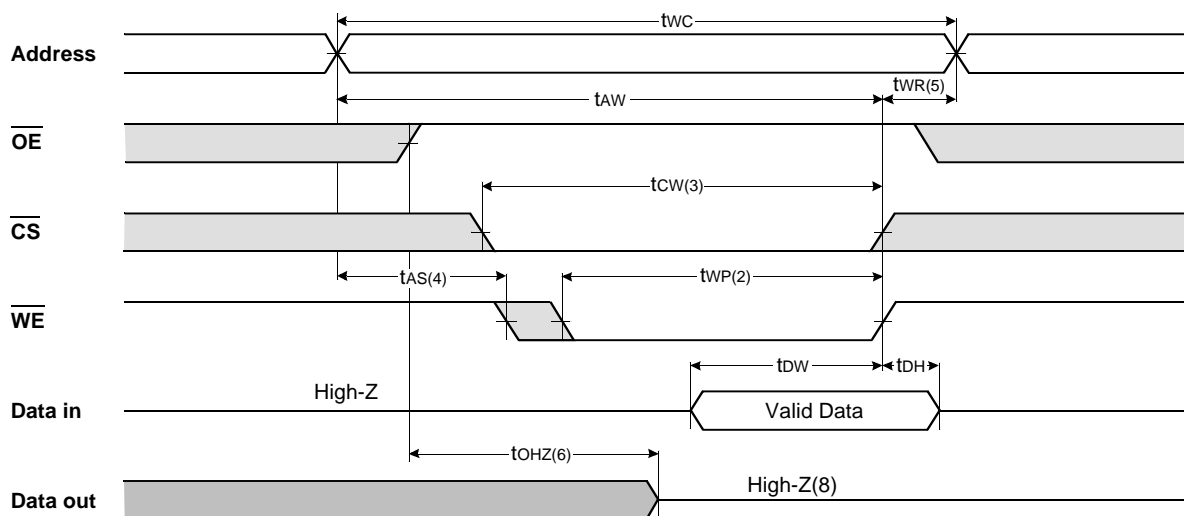 tWC
Address
tAW
tWR(5)
OE
tCW(3)
CS
tAS(4)
tWP(2)
WE
tDW
tDH
High-Z
Data in
Valid Data
tOHZ(6)
High-Z(8)
Data out